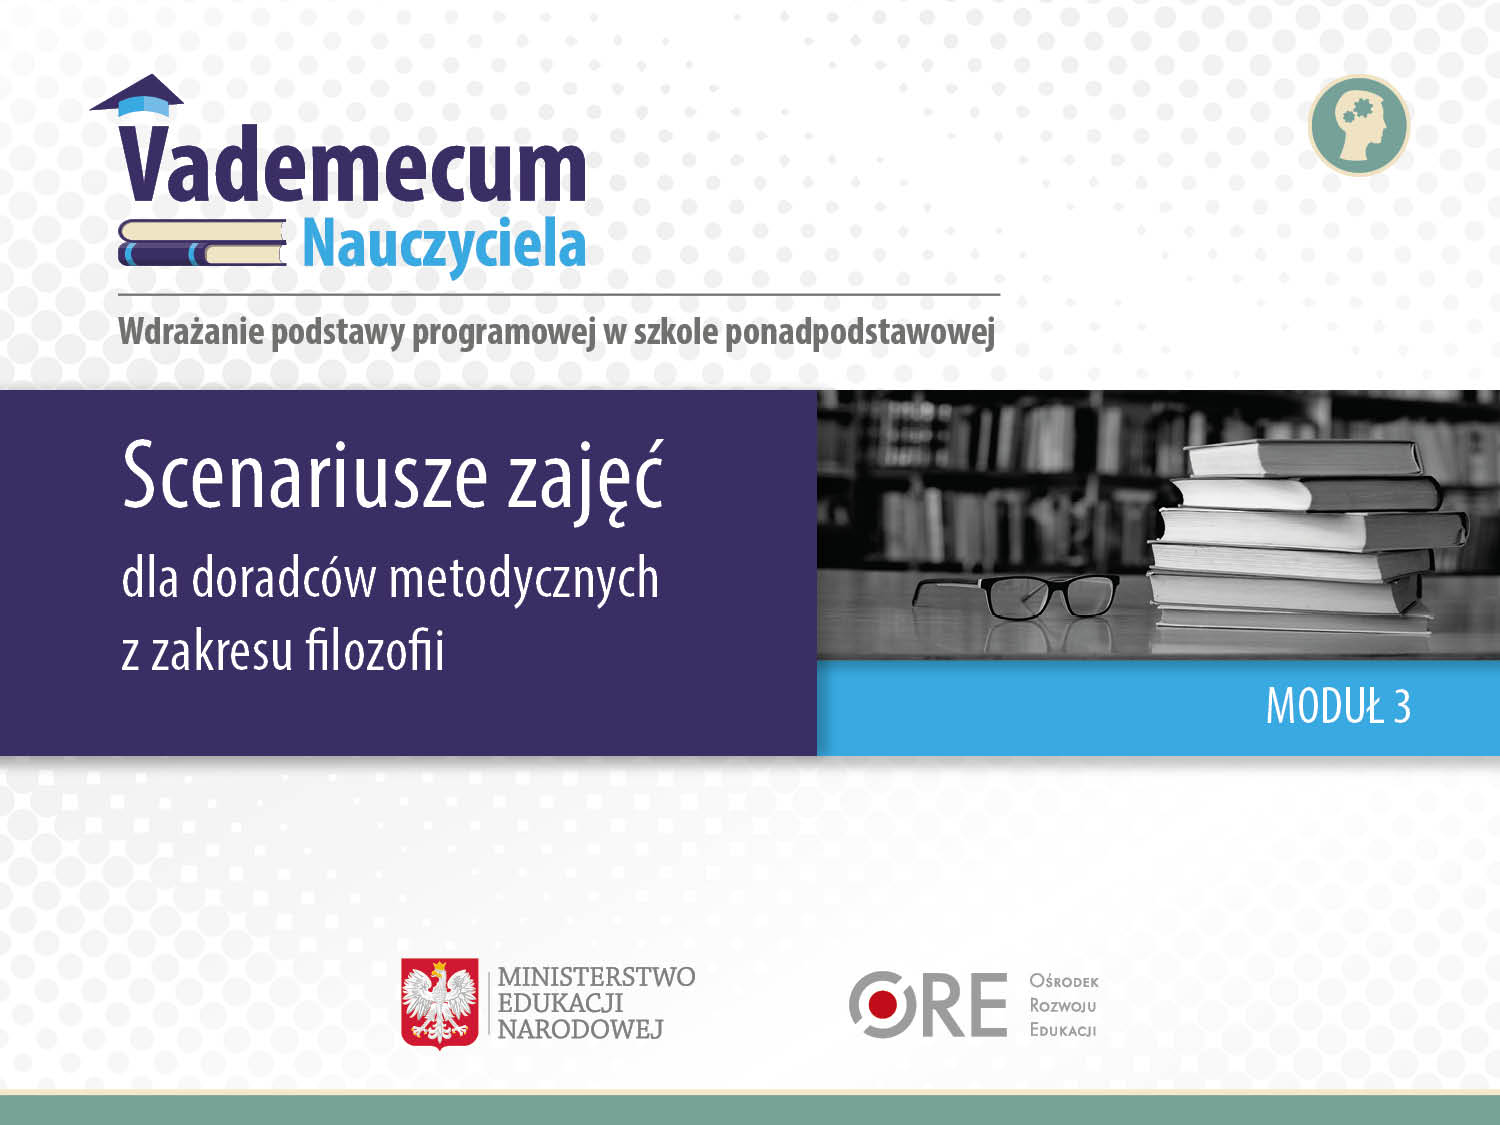 Vademecum
Nauczyciela
Wdrażanie podstawy programowej w szkole ponadpodstawowej
Scenariusze zajęć
dla doradców metodycznych
z zakresu filozofii
MODUŁ 3
MINISTERSTWO
EDUKACJI
NARODOWEJ
ORE
Ośrodek
Rozwoju
Edukacji